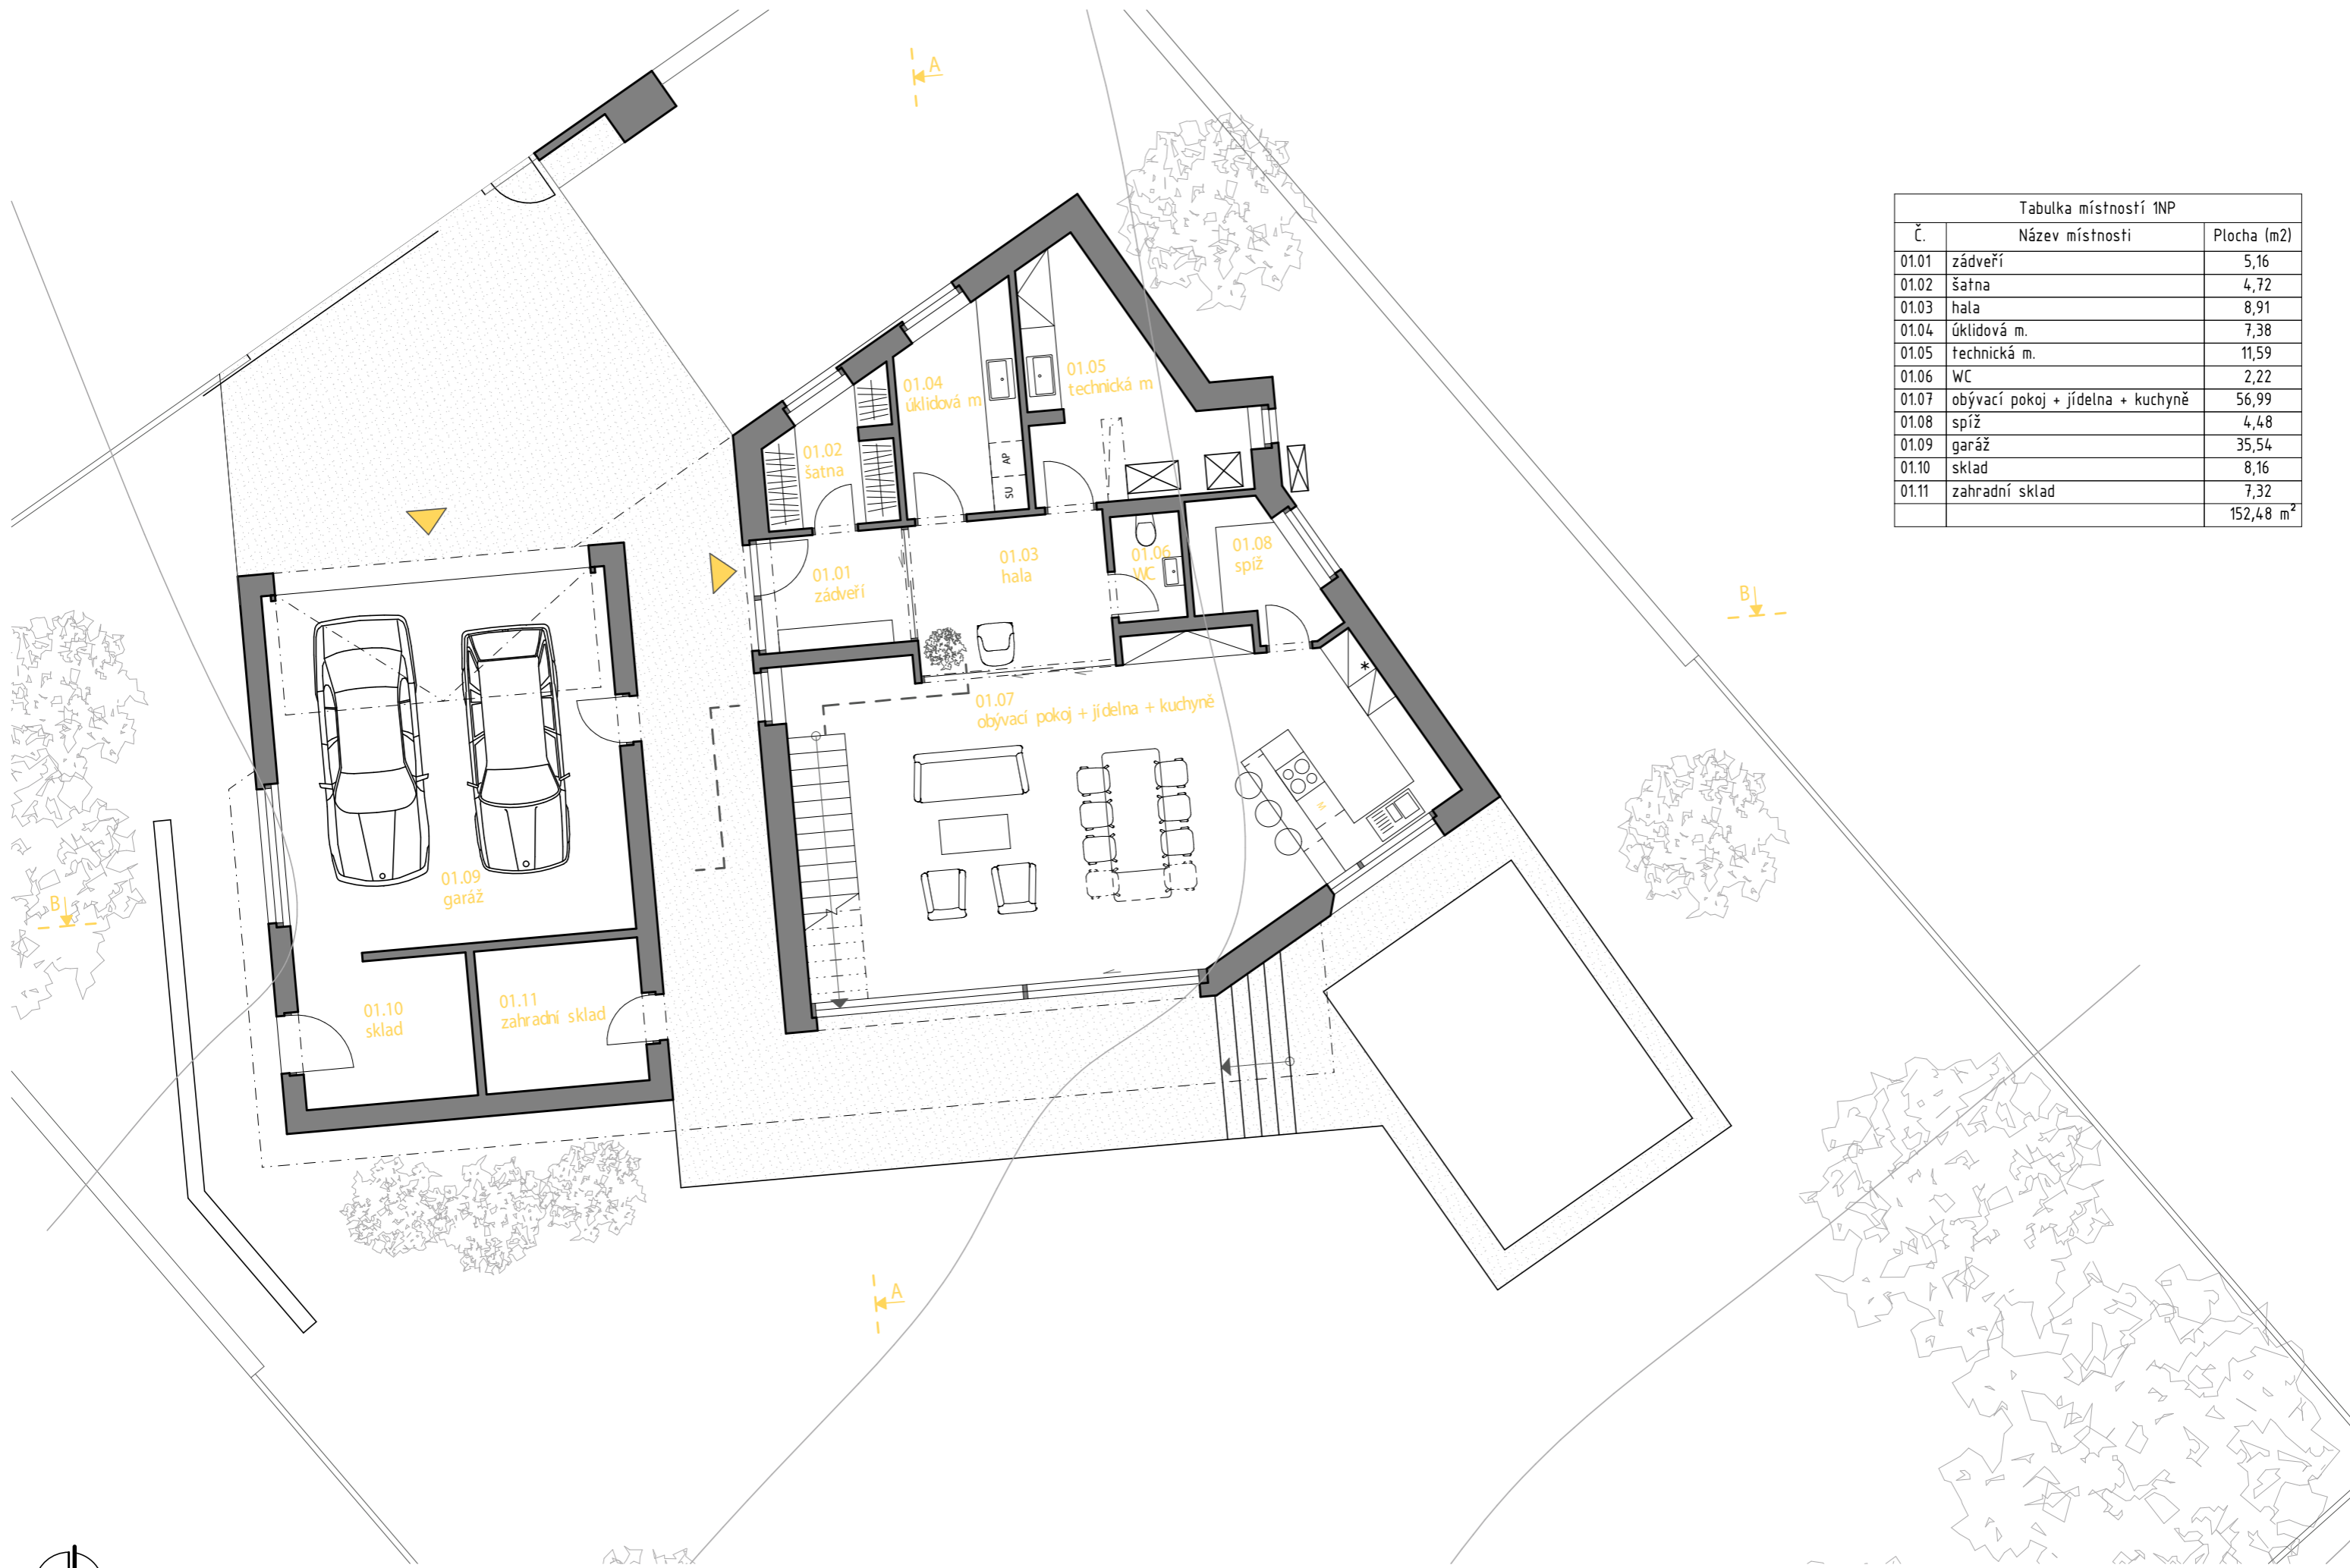 A
Tabulka místností 1NP
Č. Název místnosti Plocha (m2)
01.01 zádveří 5,16
01.02 šatna 4,72
01.03 hala 8,91
01.04 úklidová m. 7,38
01.05 technická m. 11,59
01.06 WC 2,22
01.07 obývací pokoj + jídelna + kuchyně 56,99
01.08 spíž 4,48
01.09 garáž 35,54
01.10 sklad 8,16
01.11 zahradní sklad 7,32
152,48 m²
01.05
technická m
01.04
úklidová m
01.02
šatna
AP
SU
01.03
hala
01.06
WC
01.08
spíž
01.01
zádveří
B
01.07
obývací pokoj + jídelna + kuchyně
*
01.09
garáž
B
01.10
sklad
01.11
zahradní sklad
A